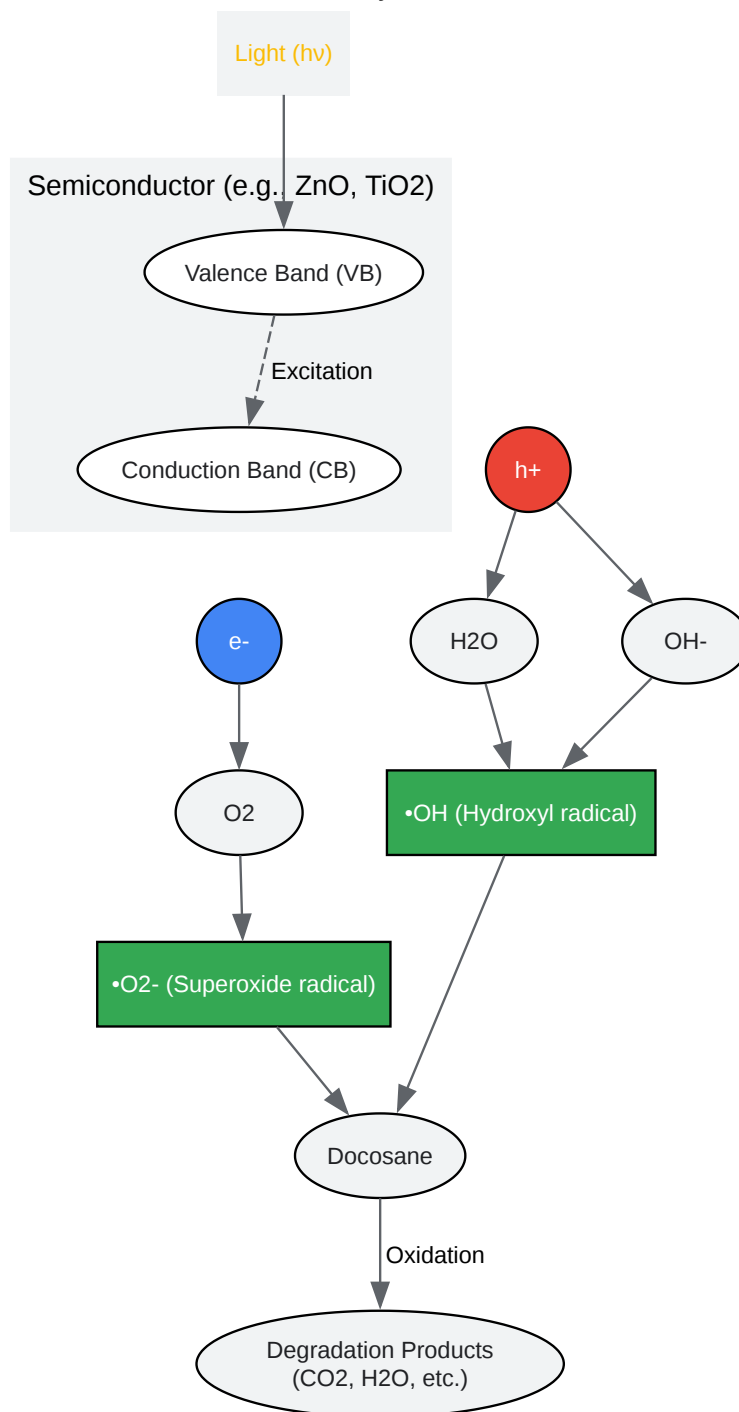 Light (hν)
Semiconductor (e.g., ZnO, TiO2)
Valence Band (VB)
Excitation
Conduction Band (CB)
h+
e-
H2O
OH-
O2
•OH (Hydroxyl radical)
•O2- (Superoxide radical)
Docosane
Oxidation
Degradation Products
(CO2, H2O, etc.)